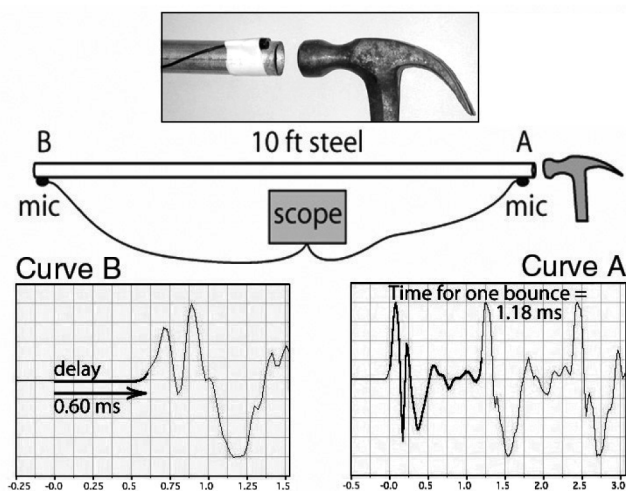 B
10 ft steel
A
mic
scope
mic
Curve B
Curve A
delay
0.60 ms
-0.25 0 0.25 0.5 0.75 1.0 1.25 1.5
Time for one bounce =
1.18 ms
-0.5 -0.0 0.5 1.0 1.5 2.0 2.5 3.0